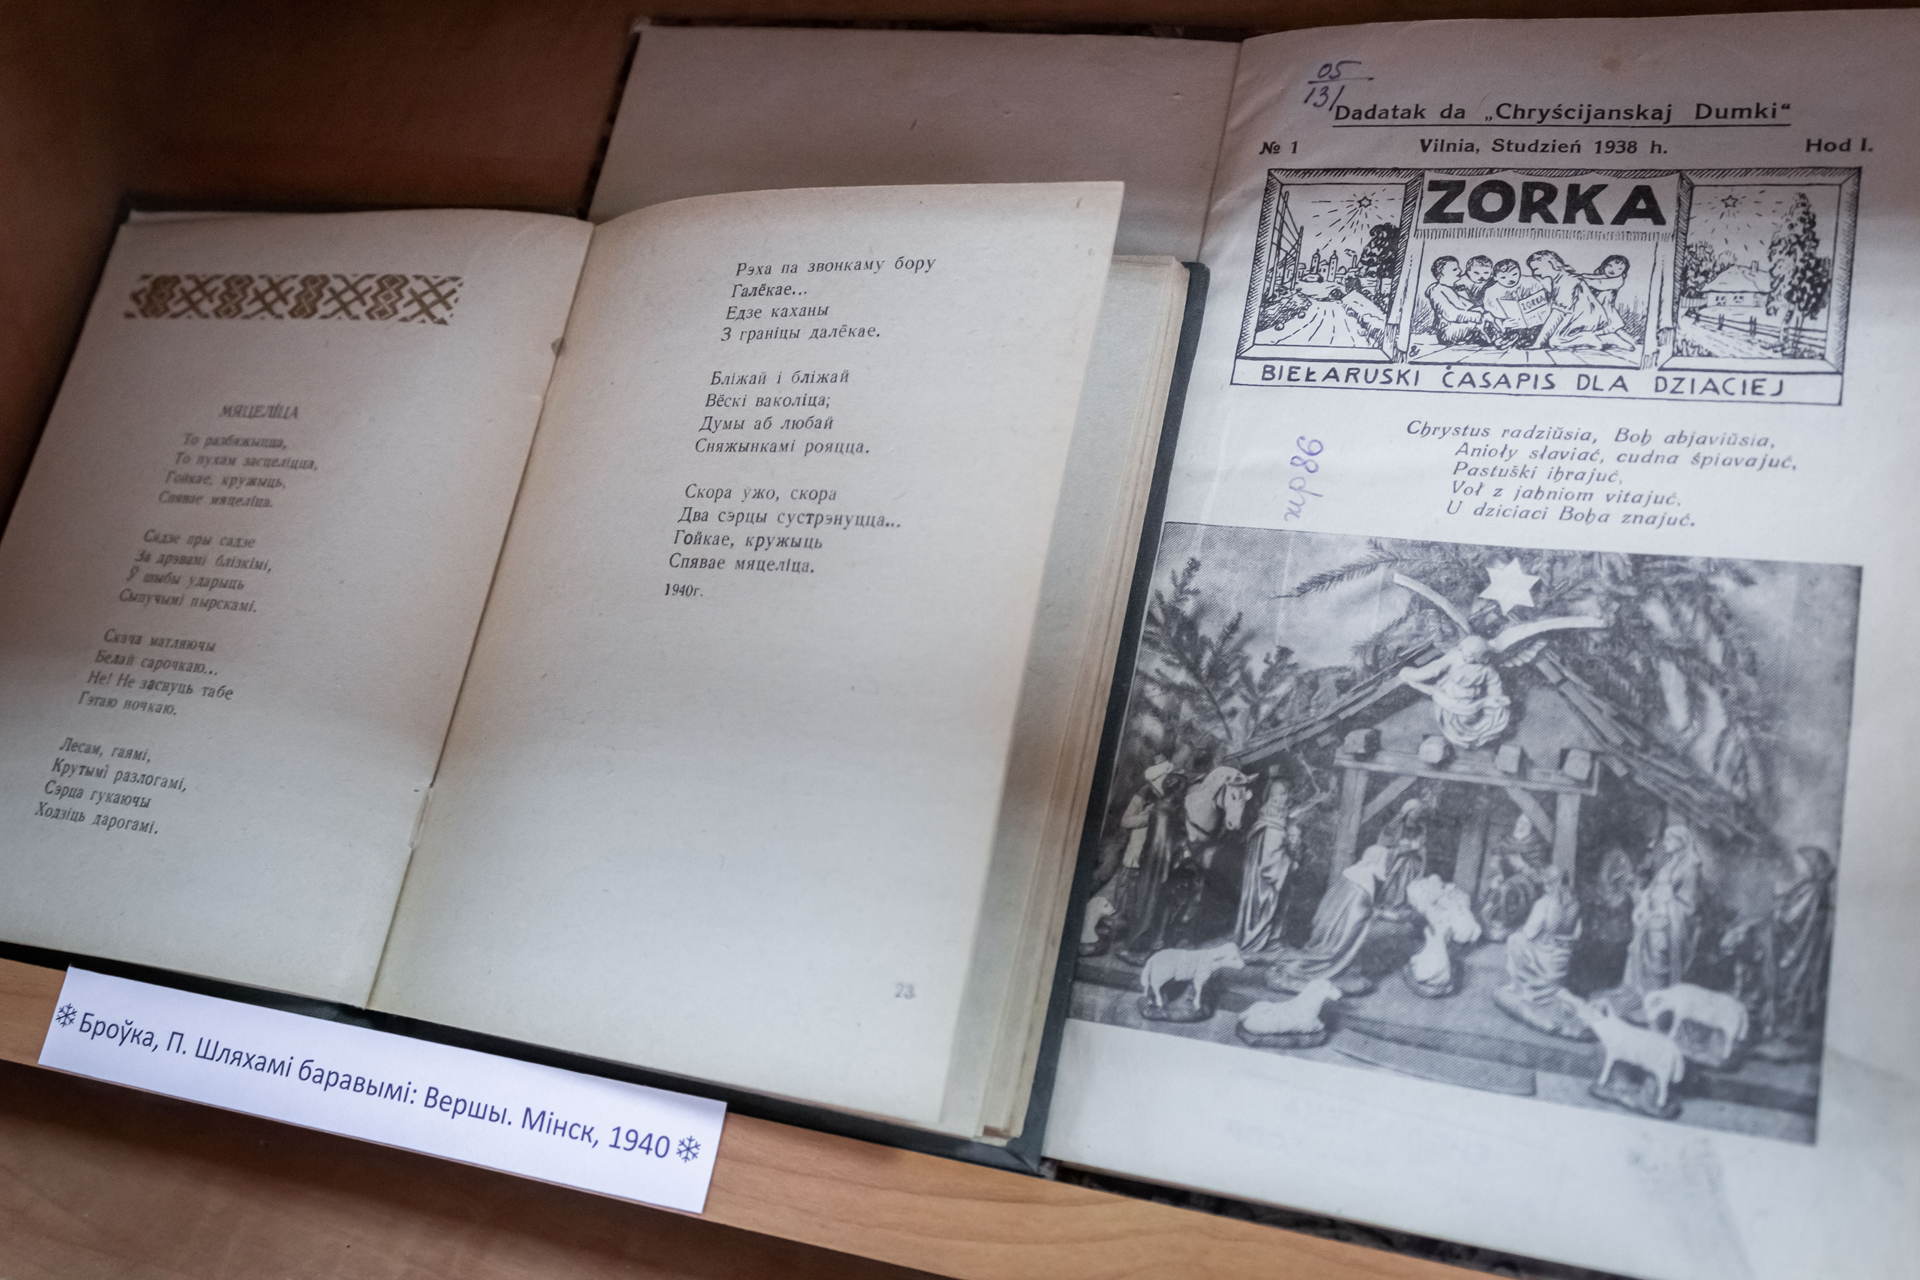 МЯЦЕЛІЦА
То разбяжыцца,
То пухам засцеліцца,
Гойкае, кружыць,
Спявае мяцеліца.
Садзе пры садзе
За дрэвамі блізкімі,
Ў шыбы ударыць
Сыпучымі пырскамі.
Скача матляючы
Белай сарочкаю...
Не! Не заснуць табе
Гэтаю ночкаю.
Лесам, гаямі,
Крутымі разлогамі,
Сэрца гукаючы
Ходзіць дарогамі.
Рэха па звонкаму бору
Галёкае...
Едзе каханы
З граніцы далёкае.
Бліжай і бліжай
Вёскі ваколіца;
Думы аб любай
Сняжынкамі рояцца.
Скора ужо, скора
Два сэрцы сустрэнуцца...
Гойкае, кружыць
Спявае мяцеліца.
1940г.
23
❄Броўка, П. Шляхамі баравымі: Вершы. Мінск, 1940❄
05
131
Dadatak da „Chryścijanskaj Dumki“
№ 1 Vilnia, Studzień 1938 h. Hod I.
ZORKA
ZORKA
BIEŁARUSKI ČASAPIS DLA DZIACIEJ
Chrystus radziŭsia, Boh abjaviŭsia,
Anioły sławiać, cudna śpiavajuć,
Pastuški ihrajuć,
Voł z jahniom vitajuć.
U dziciaci Boha znajuć.